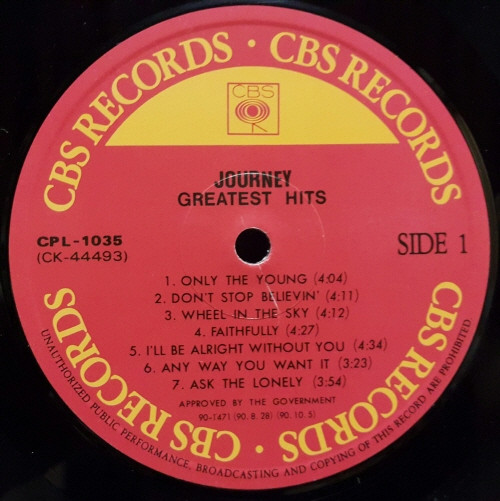 CBS RECORDS · CBS RECORDS
CBS
JOURNEY
GREATEST HITS
CPL-1035
(CK-44493)
SIDE 1
1. ONLY THE YOUNG (4:04)
2. DON'T STOP BELIEVIN' (4:11)
3. WHEEL IN THE SKY (4:12)
4. FAITHFULLY (4:27)
5. I'LL BE ALRIGHT WITHOUT YOU (4:34)
6. ANY WAY YOU WANT IT (3:23)
7. ASK THE LONELY (3:54)
APPROVED BY THE GOVERNMENT
90-1471 (90. 8. 28) (90. 10. 5)
CBS RECORDS · CBS RECORDS
UNAUTHORIZED PUBLIC PERFORMANCE, BROADCASTING AND COPYING OF THIS RECORD ARE PROHIBITED.